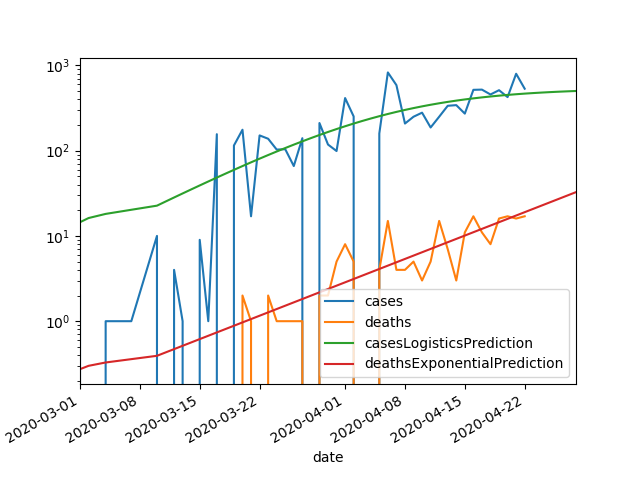 10³
10²
10¹
10⁰
cases
deaths
casesLogisticsPrediction
deathsExponentialPrediction
2020-03-01
2020-03-08
2020-03-15
2020-03-22
2020-04-01
2020-04-08
2020-04-15
2020-04-22
date